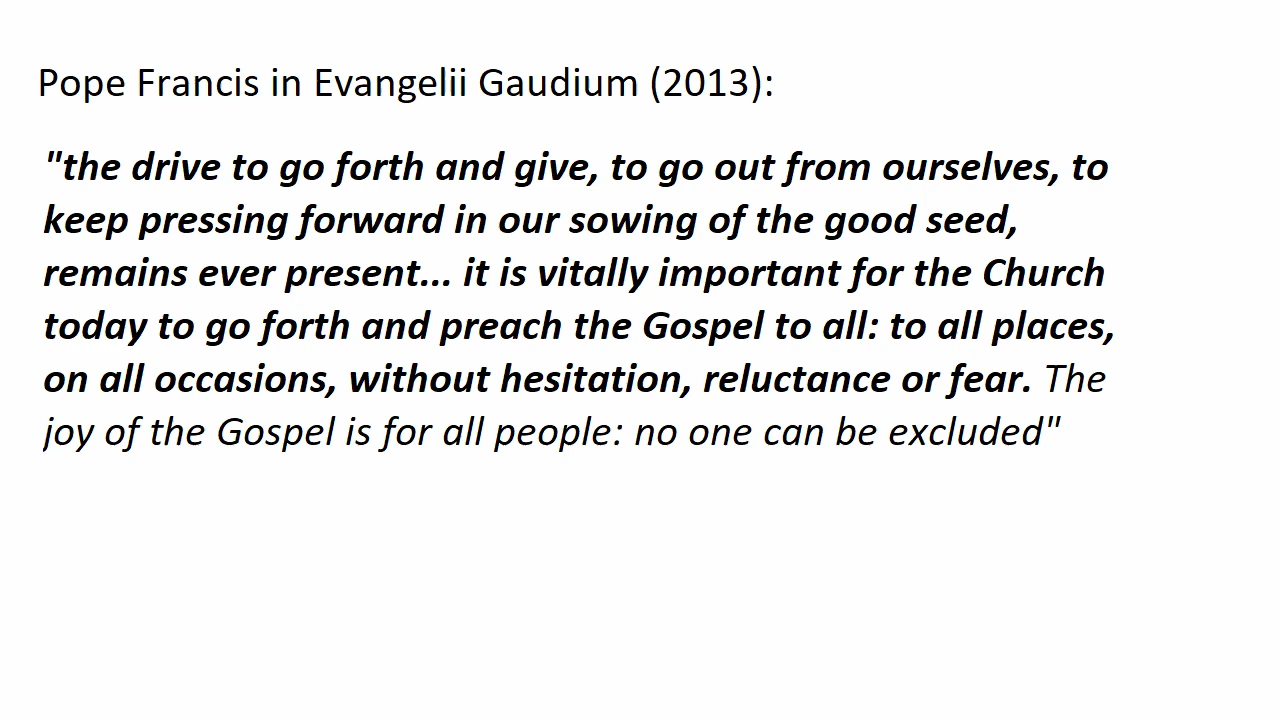 Pope Francis in Evangelii Gaudium (2013):
"the drive to go forth and give, to go out from ourselves, to
keep pressing forward in our sowing of the good seed,
remains ever present... it is vitally important for the Church
today to go forth and preach the Gospel to all: to all places,
on all occasions, without hesitation, reluctance or fear. The
joy of the Gospel is for all people: no one can be excluded"